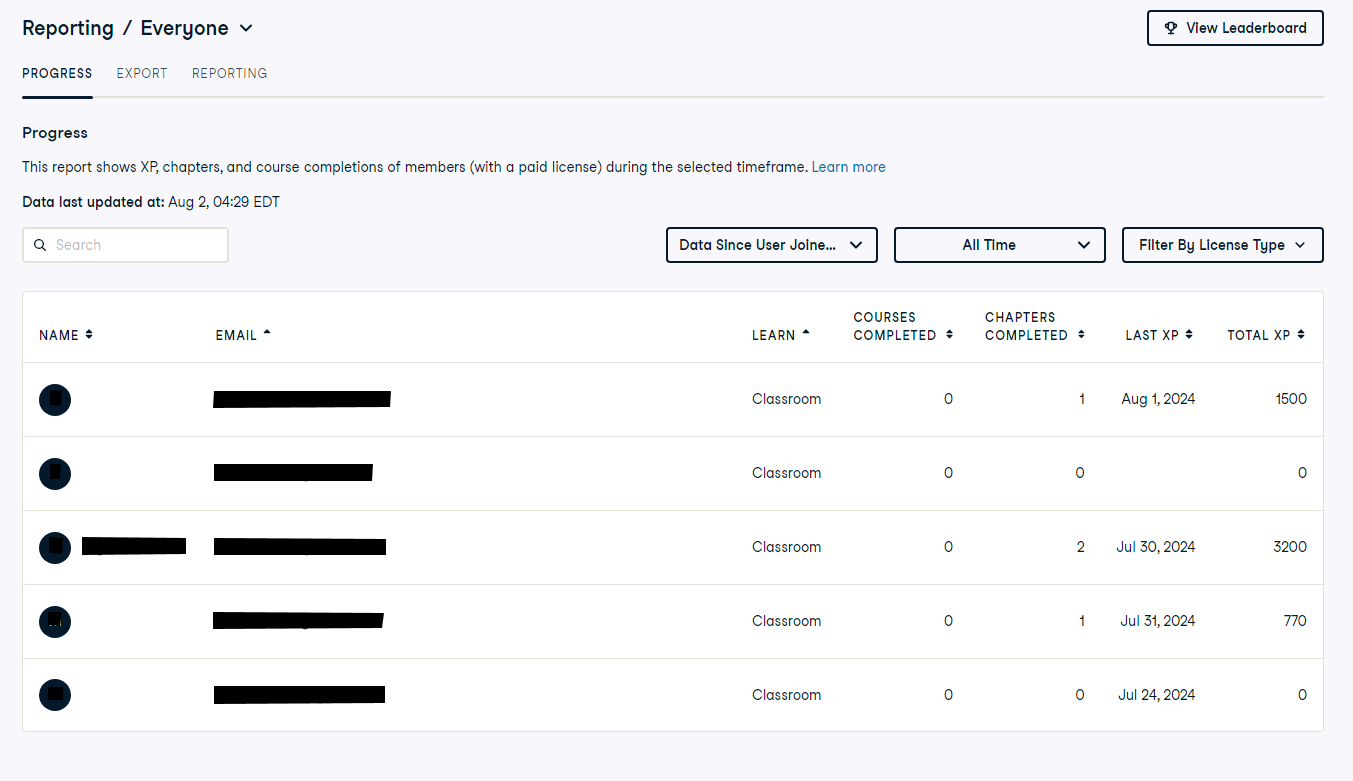 Reporting / Everyone
View Leaderboard
PROGRESS EXPORT REPORTING
Progress
This report shows XP, chapters, and course completions of members (with a paid license) during the selected timeframe. Learn more
Data last updated at: Aug 2, 04:29 EDT
Search
Data Since User Joine...
All Time
Filter By License Type
NAME EMAIL LEARN COURSES COMPLETED CHAPTERS COMPLETED LAST XP TOTAL XP
Classroom 0 1 Aug 1, 2024 1500
Classroom 0 0 0
Classroom 0 2 Jul 30, 2024 3200
Classroom 0 1 Jul 31, 2024 770
Classroom 0 0 Jul 24, 2024 0